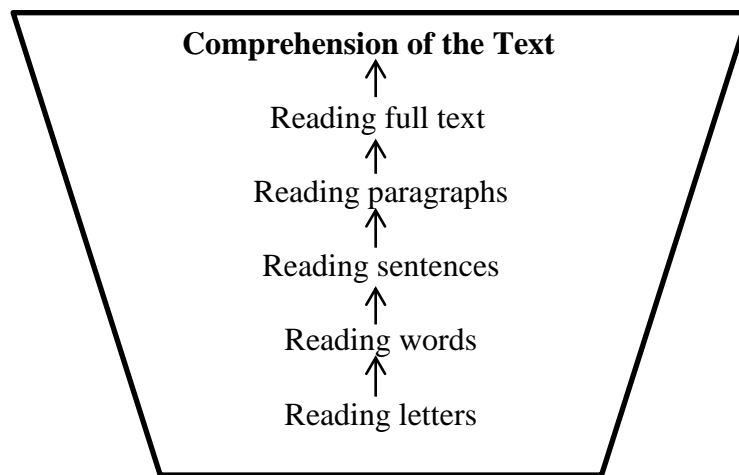 Comprehension of the Text
Reading full text
Reading paragraphs
Reading sentences
Reading words
Reading letters